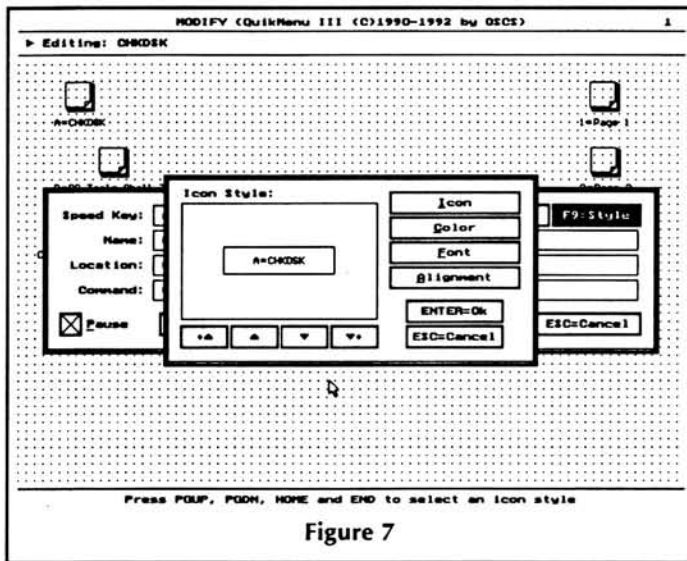 MODIFY (QuikMenu III (C)1990-1992 by OSCS) 1
▶ Editing: CHKDSK
A=CHKDSK
1=Page 1
Icon Style:
A=CHKDSK
Icon
Color
Font
Alignment
ENTER=Ok
ESC=Cancel
Speed Key:
F9:Style
Name:
Location:
Command:
Pause
ESC=Cancel
Press PGUP, PGDN, HOME and END to select an icon style
Figure 7